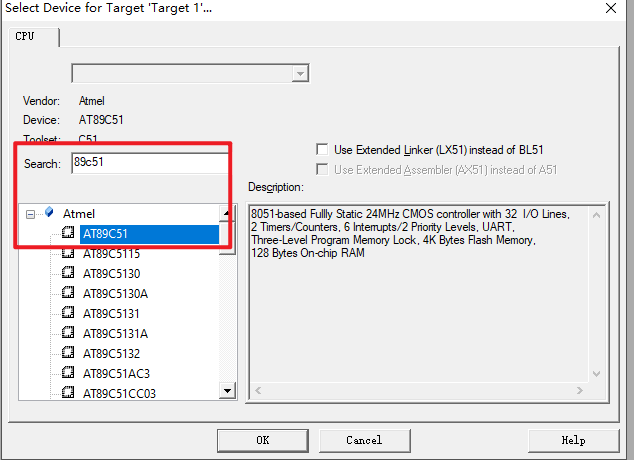 Select Device for Target 'Target 1'...
CPU
Vendor: Atmel
Device: AT89C51
Toolset: C51
Search: 89c51
Use Extended Linker (LX51) instead of BL51
Use Extended Assembler (AX51) instead of A51
Description:
Atmel
AT89C51
AT89C5115
AT89C5130
AT89C5130A
AT89C5131
AT89C5131A
AT89C5132
AT89C51AC3
AT89C51CC03
8051-based Fullly Static 24MHz CMOS controller with 32 I/O Lines,
2 Timers/Counters, 6 Interrupts/2 Priority Levels, UART,
Three-Level Program Memory Lock, 4K Bytes Flash Memory,
128 Bytes On-chip RAM
OK
Cancel
Help